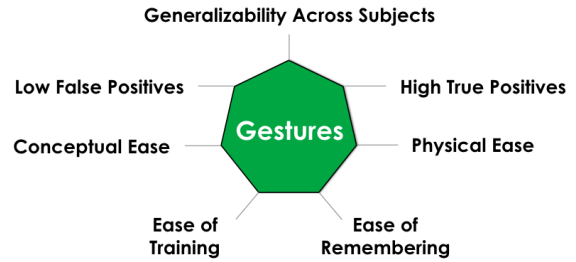 Generalizability Across Subjects
Low False Positives
High True Positives
Gestures
Conceptual Ease
Physical Ease
Ease of
Training
Ease of
Remembering